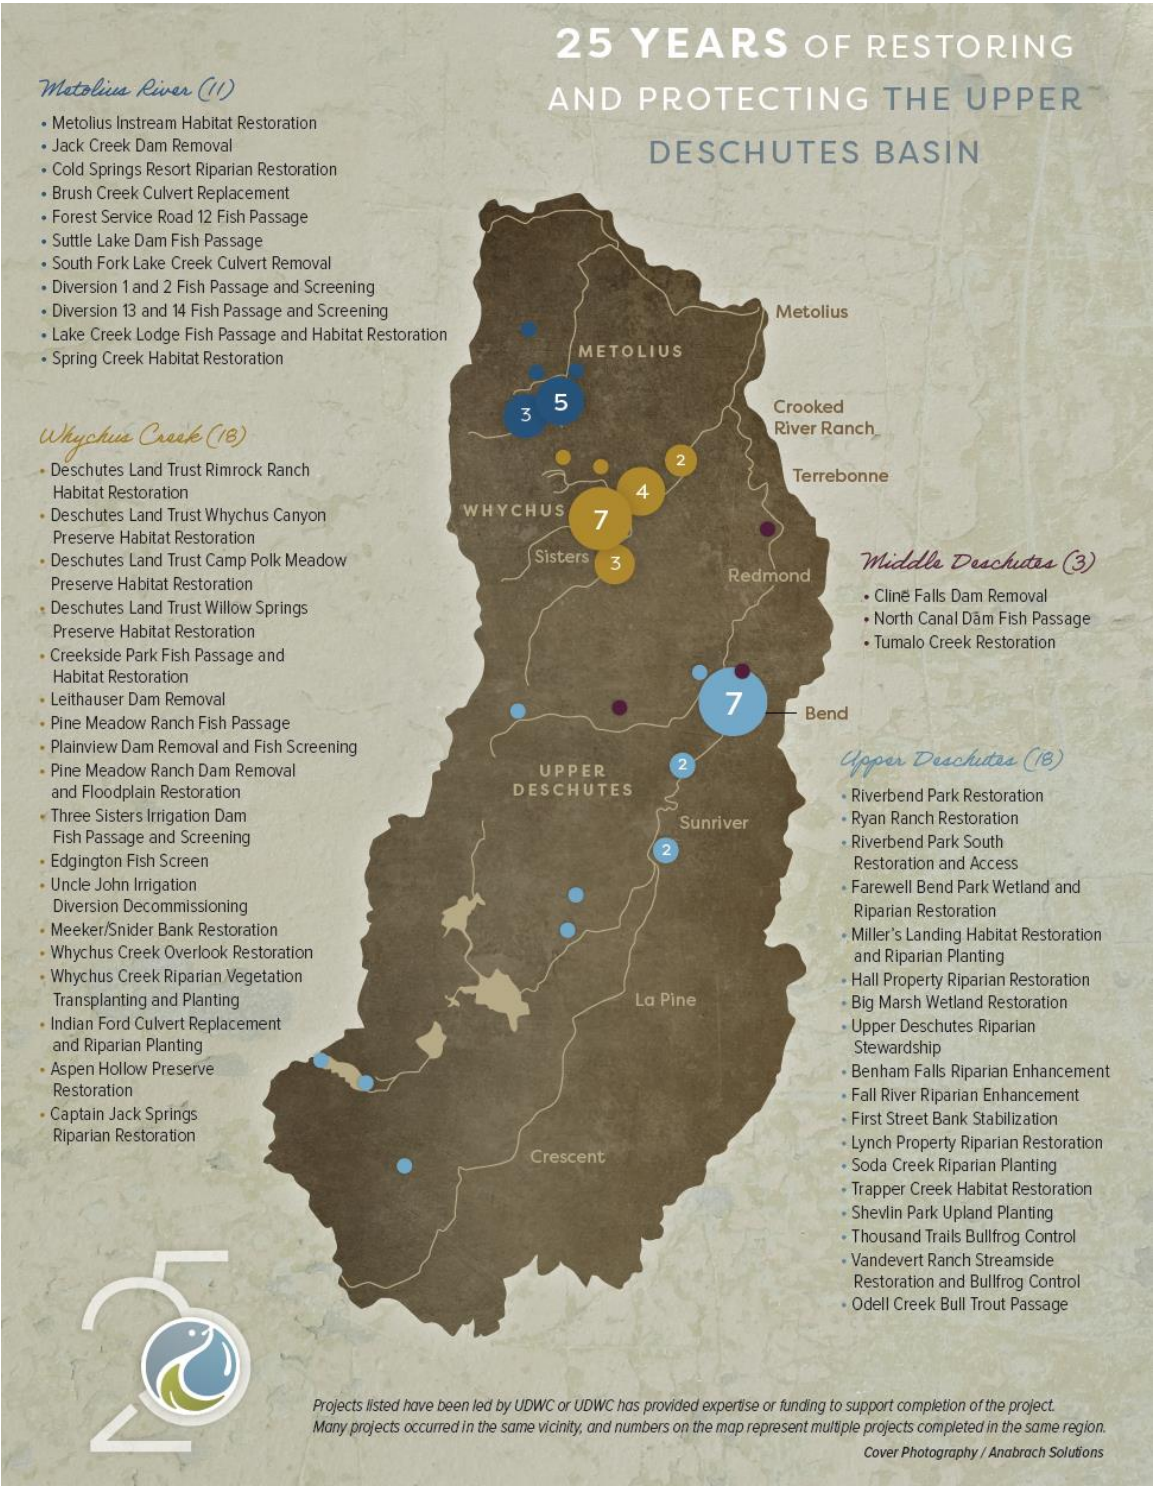 25 YEARS OF RESTORING
AND PROTECTING THE UPPER
DESCHUTES BASIN
Metolius River (11)
• Metolius Instream Habitat Restoration
• Jack Creek Dam Removal
• Cold Springs Resort Riparian Restoration
• Brush Creek Culvert Replacement
• Forest Service Road 12 Fish Passage
• Suttle Lake Dam Fish Passage
• South Fork Lake Creek Culvert Removal
• Diversion 1 and 2 Fish Passage and Screening
• Diversion 13 and 14 Fish Passage and Screening
• Lake Creek Lodge Fish Passage and Habitat Restoration
• Spring Creek Habitat Restoration
Whychus Creek (18)
• Deschutes Land Trust Rimrock Ranch
Habitat Restoration
• Deschutes Land Trust Whychus Canyon
Preserve Habitat Restoration
• Deschutes Land Trust Camp Polk Meadow
Preserve Habitat Restoration
• Deschutes Land Trust Willow Springs
Preserve Habitat Restoration
• Creekside Park Fish Passage and
Habitat Restoration
• Leithauser Dam Removal
• Pine Meadow Ranch Fish Passage
• Plainview Dam Removal and Fish Screening
• Pine Meadow Ranch Dam Removal
and Floodplain Restoration
• Three Sisters Irrigation Dam
Fish Passage and Screening
• Edgington Fish Screen
• Uncle John Irrigation
Diversion Decommissioning
• Meeker/Snider Bank Restoration
• Whychus Creek Overlook Restoration
• Whychus Creek Riparian Vegetation
Transplanting and Planting
• Indian Ford Culvert Replacement
and Riparian Planting
• Aspen Hollow Preserve
Restoration
• Captain Jack Springs
Riparian Restoration
Metolius
METOLIUS
5
3
Crooked
River Ranch
2
Terrebonne
4
WHYCHUS
7
Sisters
3
Redmond
7
Bend
2
UPPER
DESCHUTES
Sunriver
2
La Pine
Crescent
Middle Deschutes (3)
• Cline Falls Dam Removal
• North Canal Dam Fish Passage
• Tumalo Creek Restoration
Upper Deschutes (18)
• Riverbend Park Restoration
• Ryan Ranch Restoration
• Riverbend Park South
Restoration and Access
• Farewell Bend Park Wetland and
Riparian Restoration
• Miller's Landing Habitat Restoration
and Riparian Planting
• Hall Property Riparian Restoration
• Big Marsh Wetland Restoration
• Upper Deschutes Riparian
Stewardship
• Benham Falls Riparian Enhancement
• Fall River Riparian Enhancement
• First Street Bank Stabilization
• Lynch Property Riparian Restoration
• Soda Creek Riparian Planting
• Trapper Creek Habitat Restoration
• Shevlin Park Upland Planting
• Thousand Trails Bullfrog Control
• Vandevert Ranch Streamside
Restoration and Bullfrog Control
• Odell Creek Bull Trout Passage
25
Projects listed have been led by UDWC or UDWC has provided expertise or funding to support completion of the project.
Many projects occurred in the same vicinity, and numbers on the map represent multiple projects completed in the same region.
Cover Photography / Anabrach Solutions